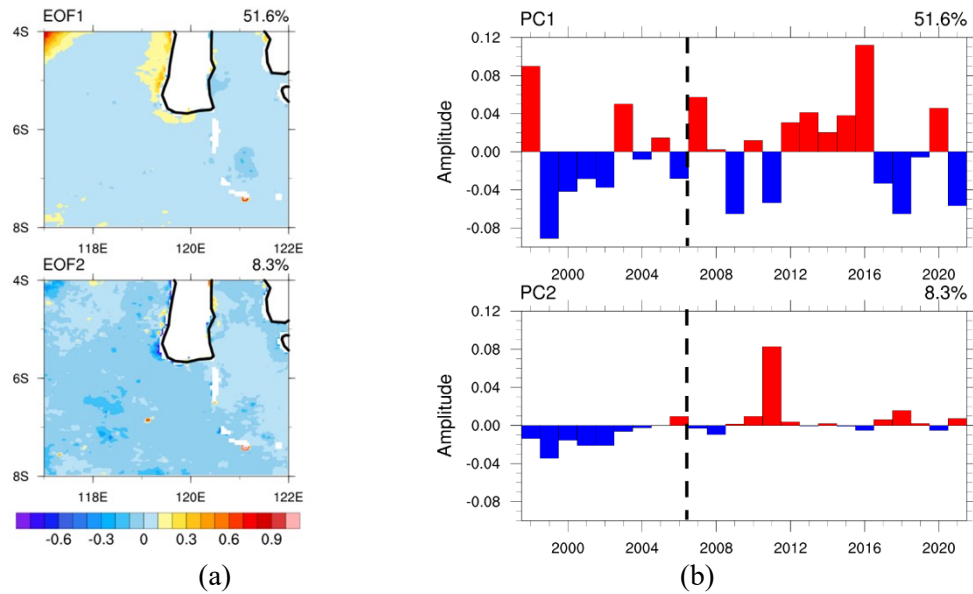 EOF1 51.6%
4S
6S
8S
118E 120E 122E
EOF2 8.3%
4S
6S
8S
118E 120E 122E
-0.6 -0.3 0 0.3 0.6 0.9
(a)
PC1 51.6%
0.12
0.08
0.04
0.00
-0.04
-0.08
Amplitude
2000 2004 2008 2012 2016 2020
PC2 8.3%
0.12
0.08
0.04
0.00
-0.04
-0.08
Amplitude
2000 2004 2008 2012 2016 2020
(b)